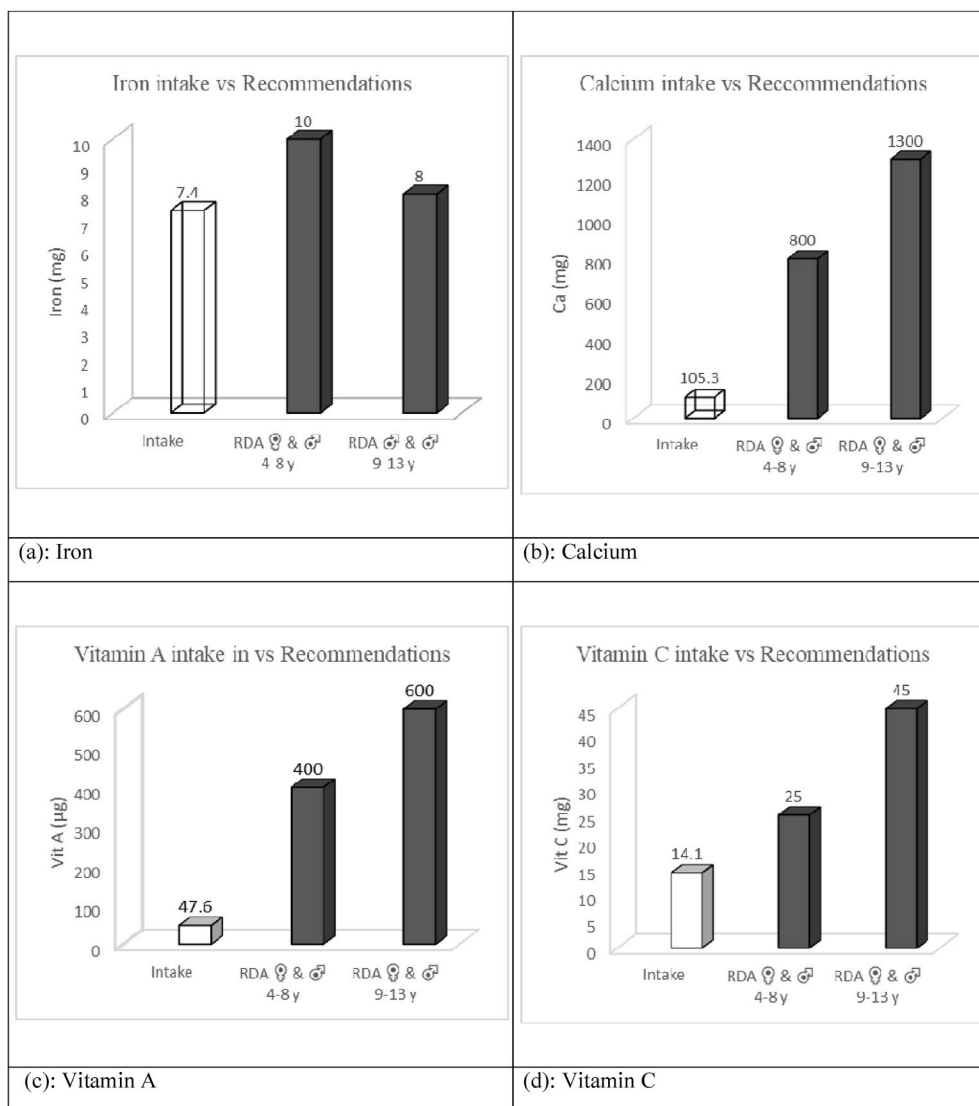 Iron intake vs Reccommendations
10
9
8
7
6
5
4
3
2
1
0
Iron (mg)
7.4
10
8
Intake
RDA ♀ & ♂
4-8 y
RDA ♂ & ♂
9-13 y
(a): Iron
Calcium intake vs Reccommendations
1400
1200
1000
800
600
400
200
0
Ca (mg)
105.3
800
1300
Intake
RDA ♀ & ♂
4-8 y
RDA ♀ & ♂
9-13 y
(b): Calcium
Vitamin A intake in vs Recommendations
600
500
400
300
200
100
0
Vit A (µg)
47.6
400
600
Intake
RDA ♀ & ♂
4-8 y
RDA ♀ & ♂
9-13 y
(c): Vitamin A
Vitamin C intake vs Recommendations
45
45
35
30
25
20
15
10
5
0
Vit C (mg)
14.1
25
45
Intake
RDA ♀ & ♂
4-8 y
RDA ♀ & ♂
9-13 y
(d): Vitamin C